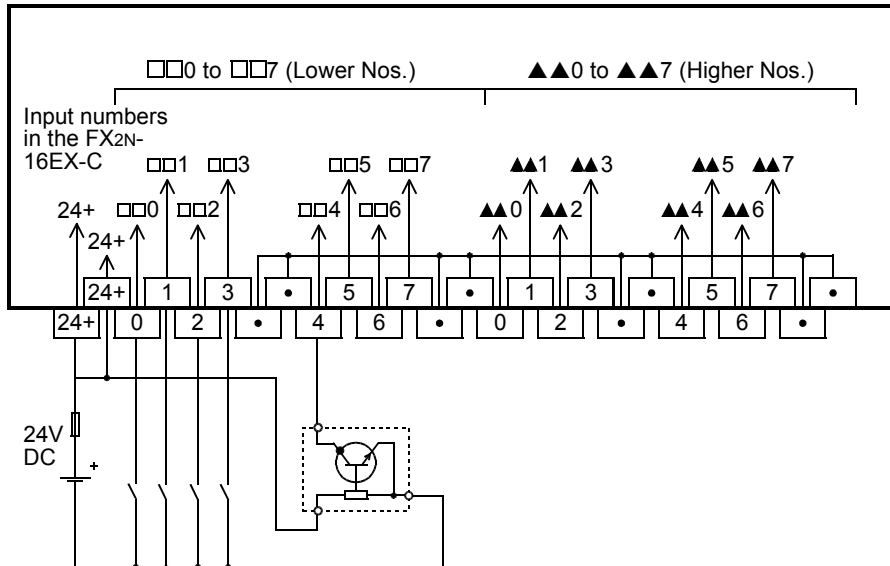 □□0 to □□7 (Lower Nos.) ▲▲0 to ▲▲7 (Higher Nos.)
Input numbers
in the FX2N-
16EX-C
□□1 □□3 □□5 □□7 ▲▲1 ▲▲3 ▲▲5 ▲▲7
24+ □□0 □□2 □□4 □□6 ▲▲0 ▲▲2 ▲▲4 ▲▲6
24+
24+ 1 3 • 5 7 • 1 3 • 5 7 •
24+ 0 2 • 4 6 • 0 2 • 4 6 •
24V
DC
+